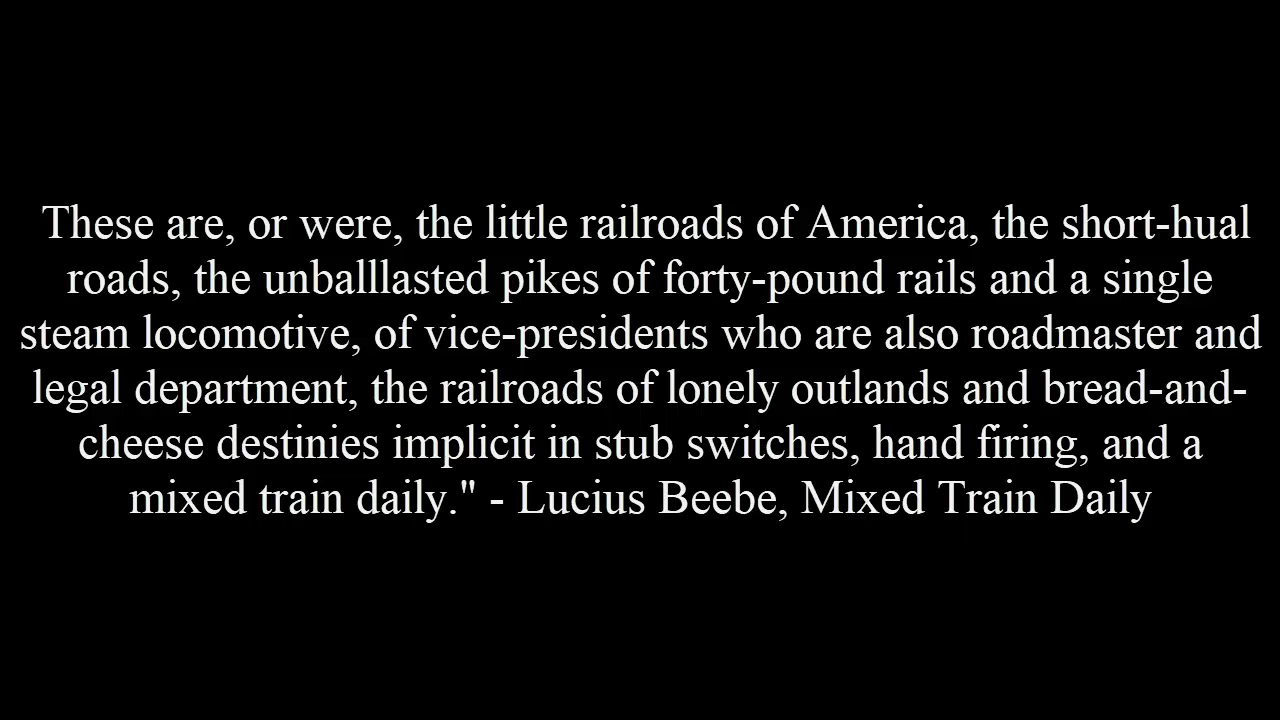 These are, or were, the little railroads of America, the short-hual
roads, the unballlasted pikes of forty-pound rails and a single
steam locomotive, of vice-presidents who are also roadmaster and
legal department, the railroads of lonely outlands and bread-and-
cheese destinies implicit in stub switches, hand firing, and a
mixed train daily." - Lucius Beebe, Mixed Train Daily